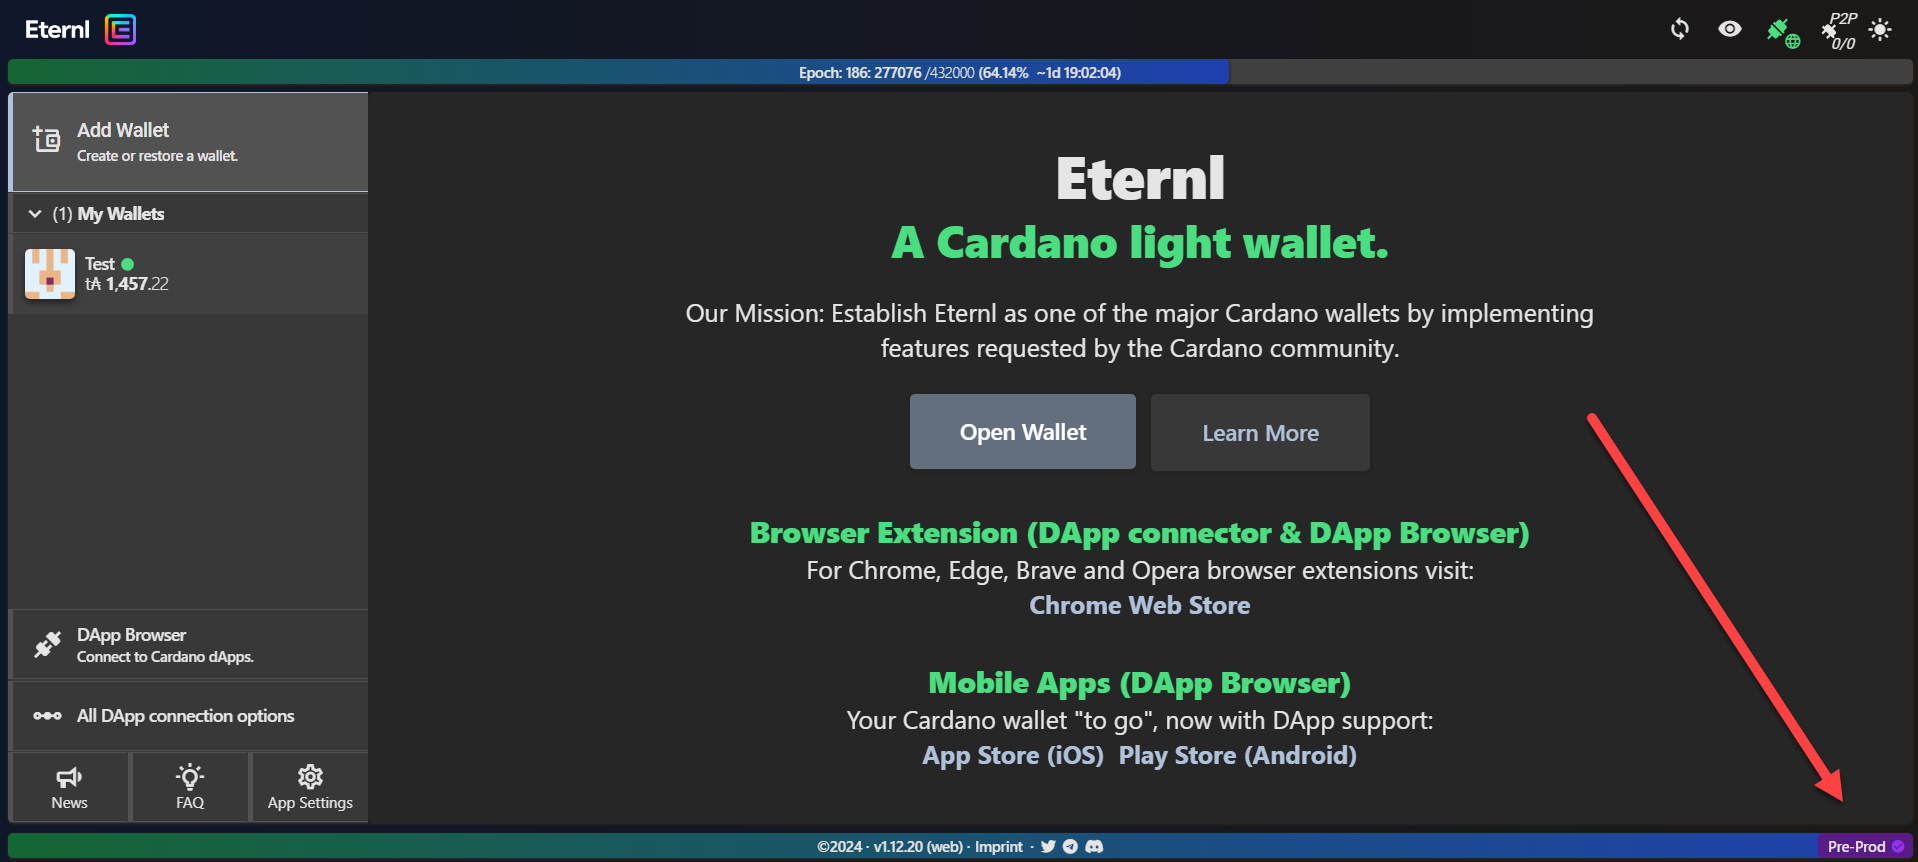 Eternl
P2P
0/0
Epoch: 186: 277076 /432000 (64.14% ~1d 19:02:04)
Add Wallet
Create or restore a wallet.
(1) My Wallets
Test
t₳ 1,457.22
DApp Browser
Connect to Cardano dApps.
All DApp connection options
News
FAQ
App Settings
Eternl
A Cardano light wallet.
Our Mission: Establish Eternl as one of the major Cardano wallets by implementing
features requested by the Cardano community.
Open Wallet
Learn More
Browser Extension (DApp connector & DApp Browser)
For Chrome, Edge, Brave and Opera browser extensions visit:
Chrome Web Store
Mobile Apps (DApp Browser)
Your Cardano wallet "to go", now with DApp support:
App Store (iOS) Play Store (Android)
©2024 · v1.12.20 (web) · Imprint ·
Pre-Prod